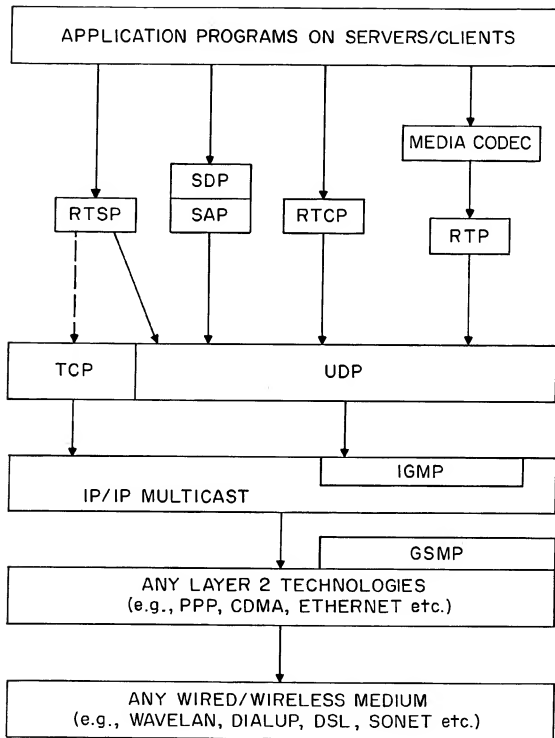 APPLICATION PROGRAMS ON SERVERS/CLIENTS
MEDIA CODEC
SDP
SAP
RTSP
RTCP
RTP
TCP
UDP
IGMP
IP/IP MULTICAST
GSMP
ANY LAYER 2 TECHNOLOGIES
(e.g., PPP, CDMA, ETHERNET etc.)
ANY WIRED/WIRELESS MEDIUM
(e.g., WAVELAN, DIALUP, DSL, SONET etc.)